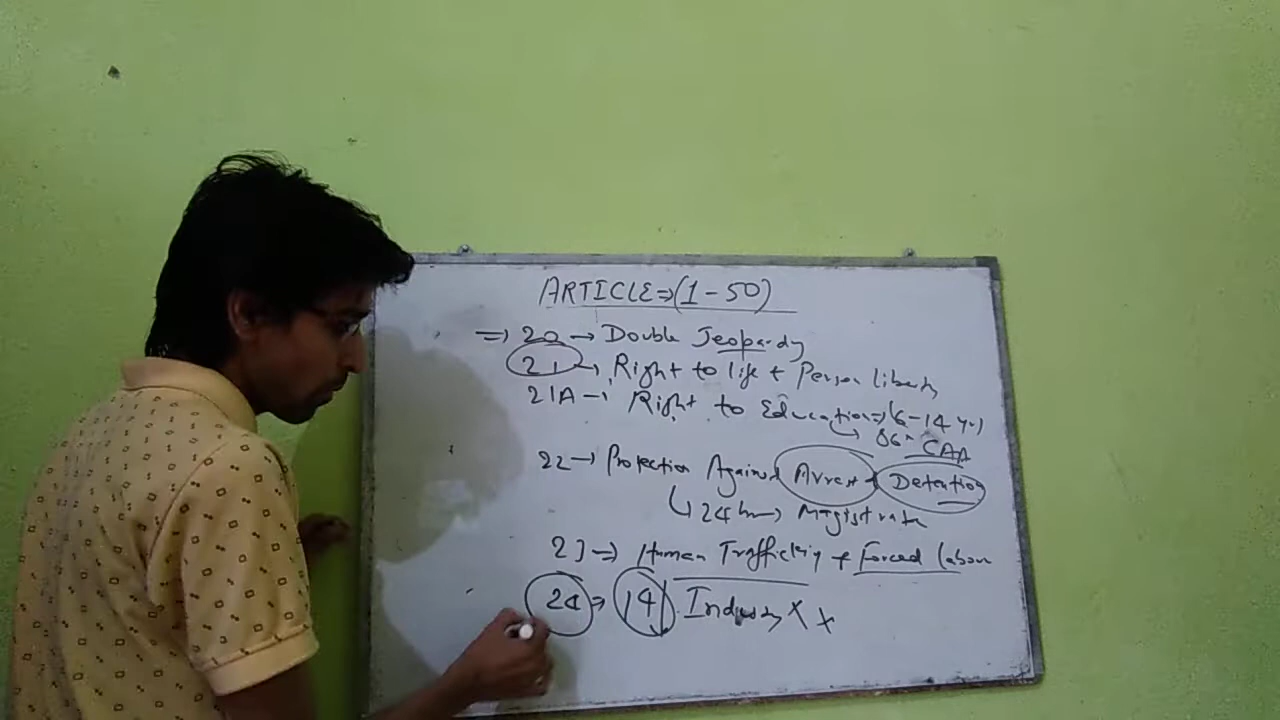 ARTICLE⇒(1-50)
⇒) 20 → Double Jeopardy
21 → Right to life + Person liberty
21A → Right to Education⇒(6-14 yr)
↳ 86th CAA
22 → Protection Against Arrest + Detention
↳ 24 hr → Magistrate
23 ⇒ Human Trafficking + Forced labour
24 → 14 Industry X X